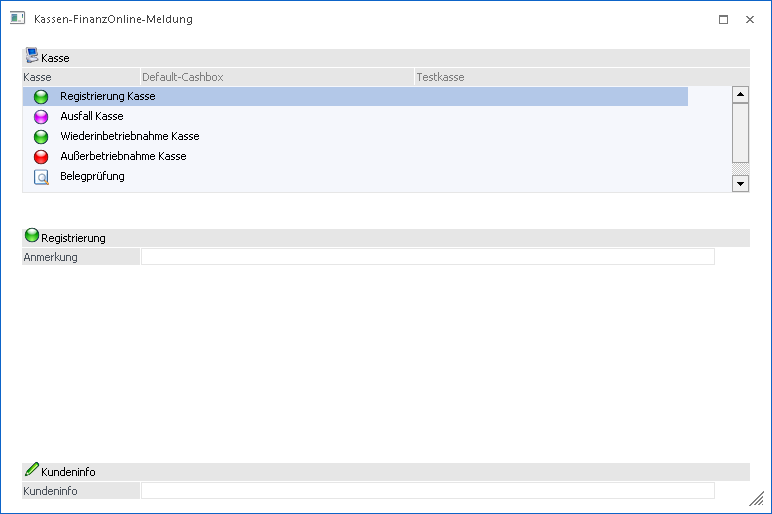 Kassen-FinanzOnline-Meldung
Kasse
Kasse Default-Cashbox Testkasse
Registrierung Kasse
Ausfall Kasse
Wiederinbetriebnahme Kasse
Außerbetriebnahme Kasse
Belegprüfung
Registrierung
Anmerkung
Kundeninfo
Kundeninfo